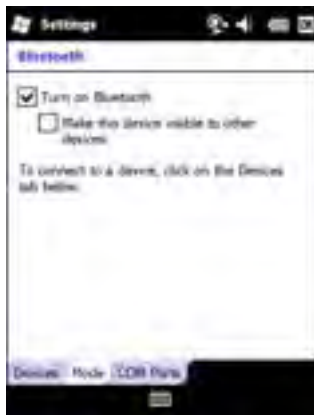 Settings
Bluetooth
Turn on Bluetooth
Make this device visible to other
devices
To connect to a device, click on the Devices
tab below.
Devices Mode COM Ports